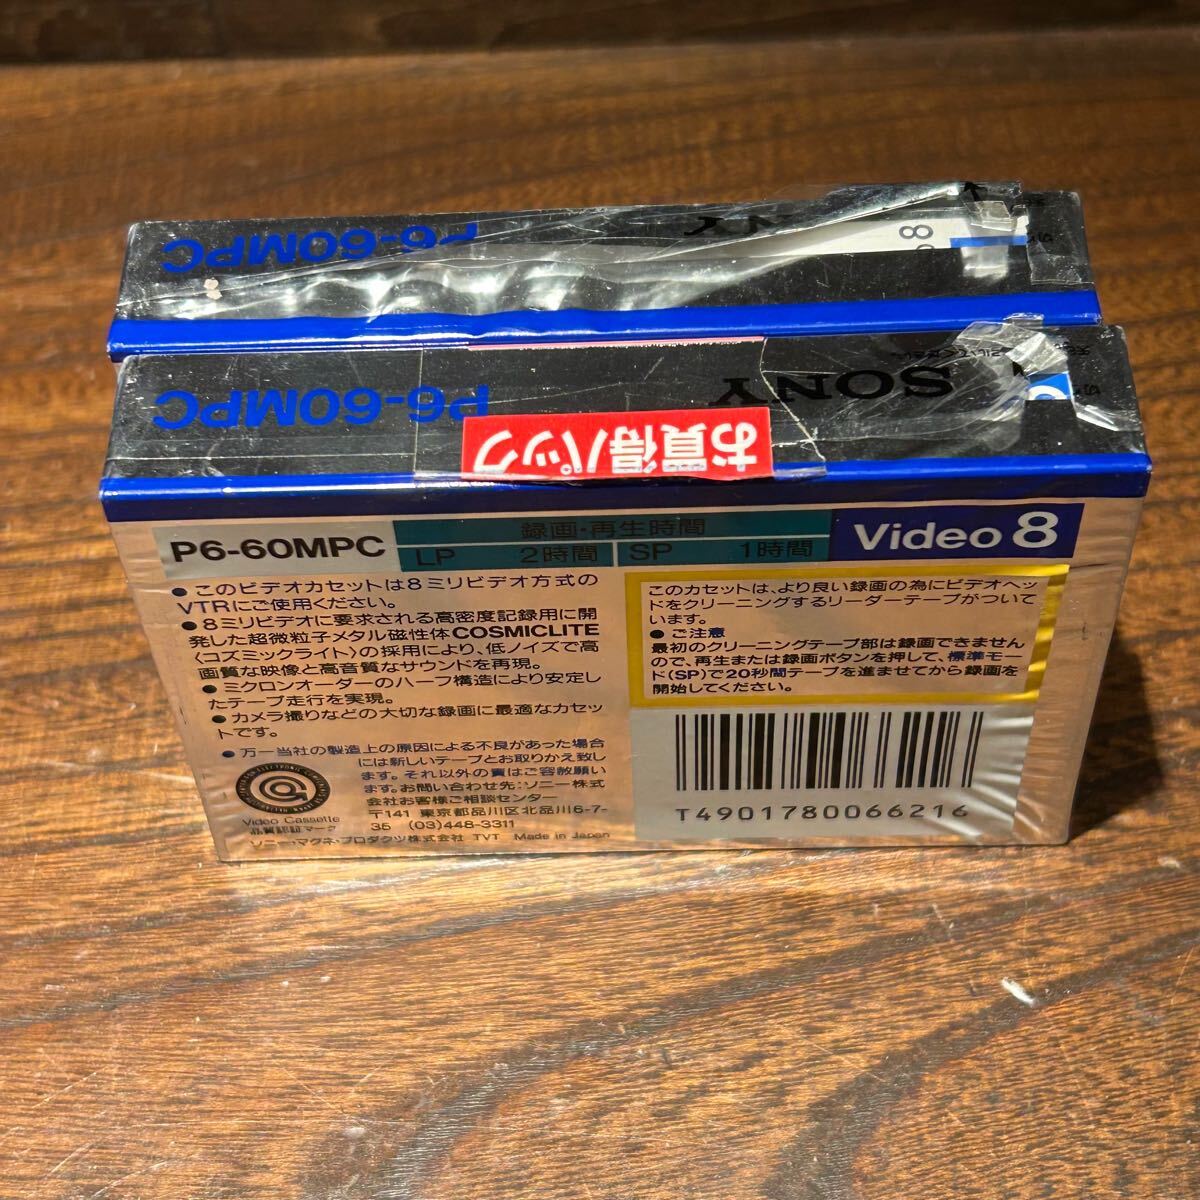 P6-60MPC
SONY
8
P6-60MPC
SONY
お買得パック
P6-60MPC
録画・再生時間
LP 2時間 SP 1時間
Video 8
●このビデオカセットは8ミリビデオ方式の
VTRにご使用ください。
●8ミリビデオに要求される高密度記録用に開
発した超微粒子メタル磁性体COSMICLITE
〈コズミックライト〉の採用により、低ノイズで高
画質な映像と高音質なサウンドを再現。
●ミクロンオーダーのハーフ構造により安定し
たテープ走行を実現。
●カメラ撮りなどの大切な録画に最適なカセッ
トです。
●万一当社の製造上の原因による不良があった場合
には新しいテープとお取りかえ致し
ます。それ以外の責はご容赦願い
ます。お問い合わせ先：ソニー株式
会社お客様ご相談センター
〒141 東京都品川区北品川6-7-
35 (03)448-3311
Video Cassette
品質認証マーク
ソニー・マグネ・プロダクツ株式会社 TVT Made in Japan
このカセットは、より良い録画の為にビデオヘッ
ドをクリーニングするリーダーテープがついて
います。
●ご注意
最初のクリーニングテープ部は録画できません
ので、再生または録画ボタンを押して、標準モー
ド(SP)で20秒間テープを進ませてから録画を
開始してください。
T4901780066216